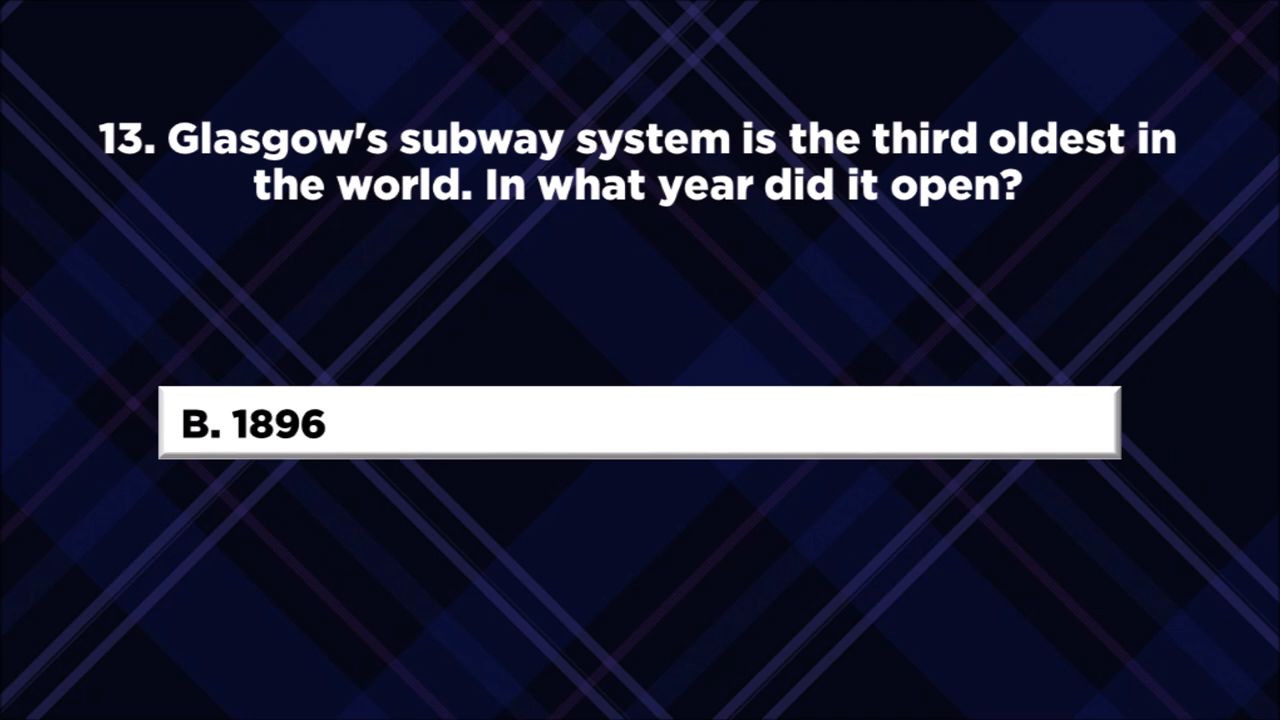 13. Glasgow's subway system is the third oldest in
the world. In what year did it open?
B. 1896